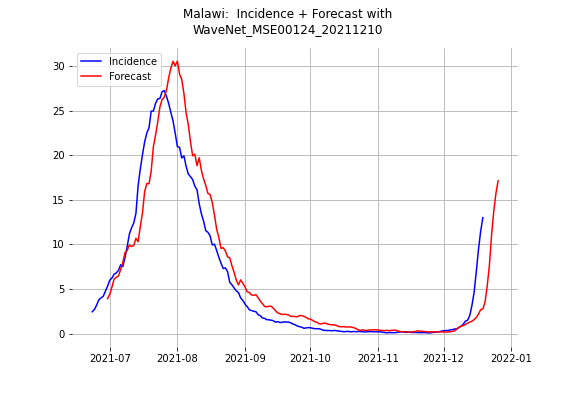 Malawi:  Incidence + Forecast with
WaveNet_MSE00124_20211210
Incidence
Forecast
30
25
20
15
10
5
0
2021-07 2021-08 2021-09 2021-10 2021-11 2021-12 2022-01